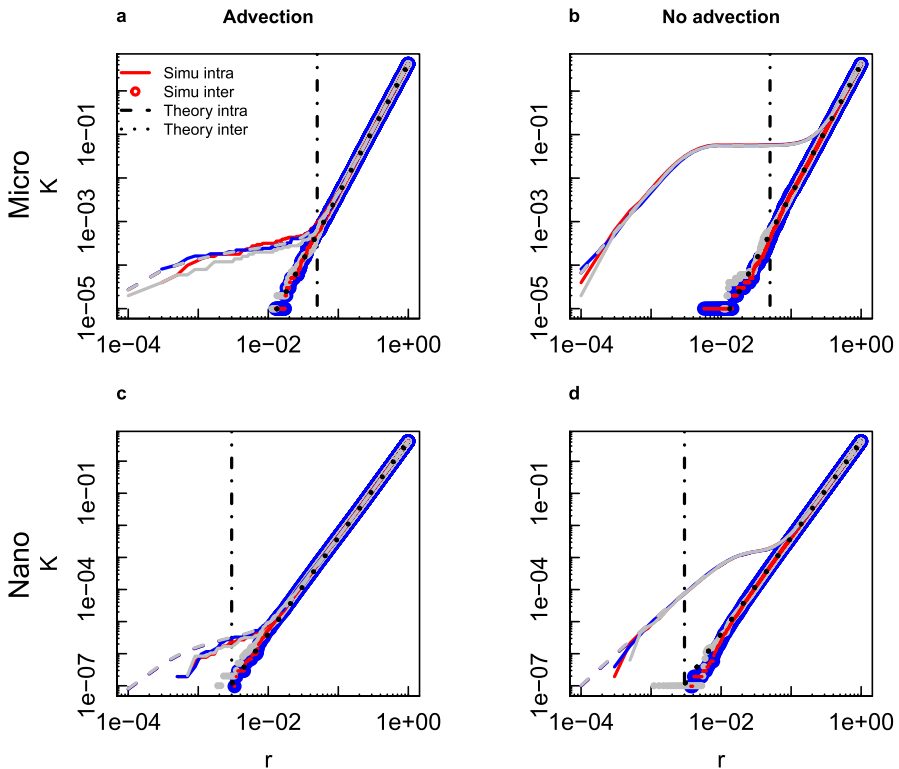 a
Advection
b
No advection
Simu intra
Simu inter
Theory intra
Theory inter
Micro
K
1e−01
1e−03
1e−05
1e−04
1e−02
1e+00
1e−01
1e−03
1e−05
1e−04
1e−02
1e+00
c
d
Nano
K
1e−01
1e−04
1e−07
1e−04
1e−02
1e+00
r
1e−01
1e−04
1e−07
1e−04
1e−02
1e+00
r